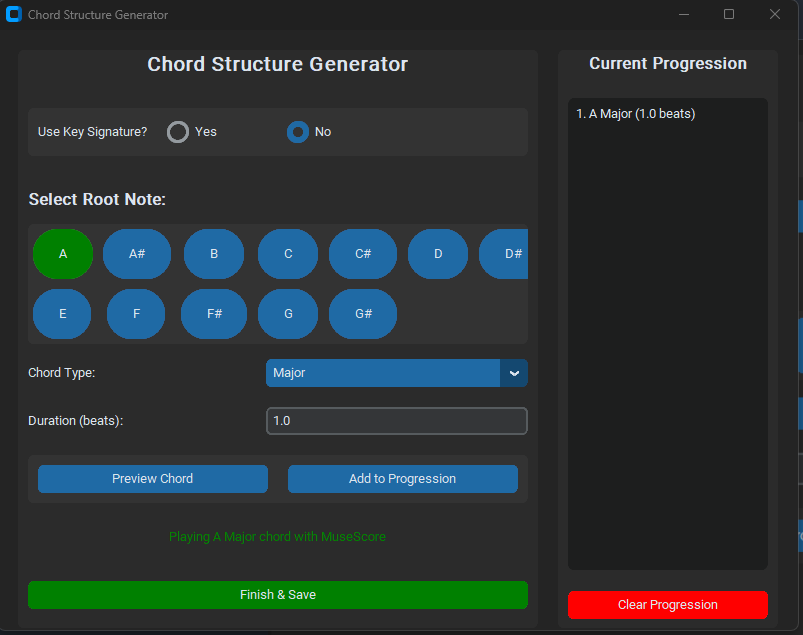 Chord Structure Generator
Chord Structure Generator
Use Key Signature? Yes No
Select Root Note:
A A# B C C# D D#
E F F# G G#
Chord Type: Major
Duration (beats): 1.0
Preview Chord Add to Progression
Playing A Major chord with MuseScore
Finish & Save
Current Progression
1. A Major (1.0 beats)
Clear Progression